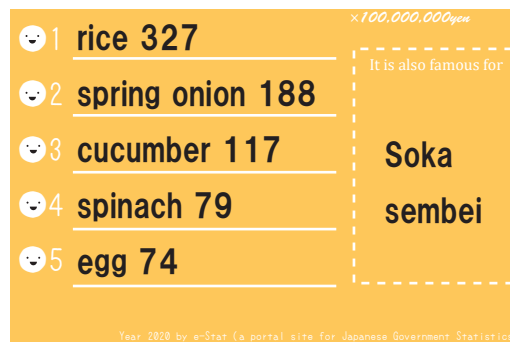 ×100,000,000yen
1 rice 327
2 spring onion 188
3 cucumber 117
4 spinach 79
5 egg 74
It is also famous for
Soka
sembei
Year 2020 by e-Stat (a portal site for Japanese Government Statistics